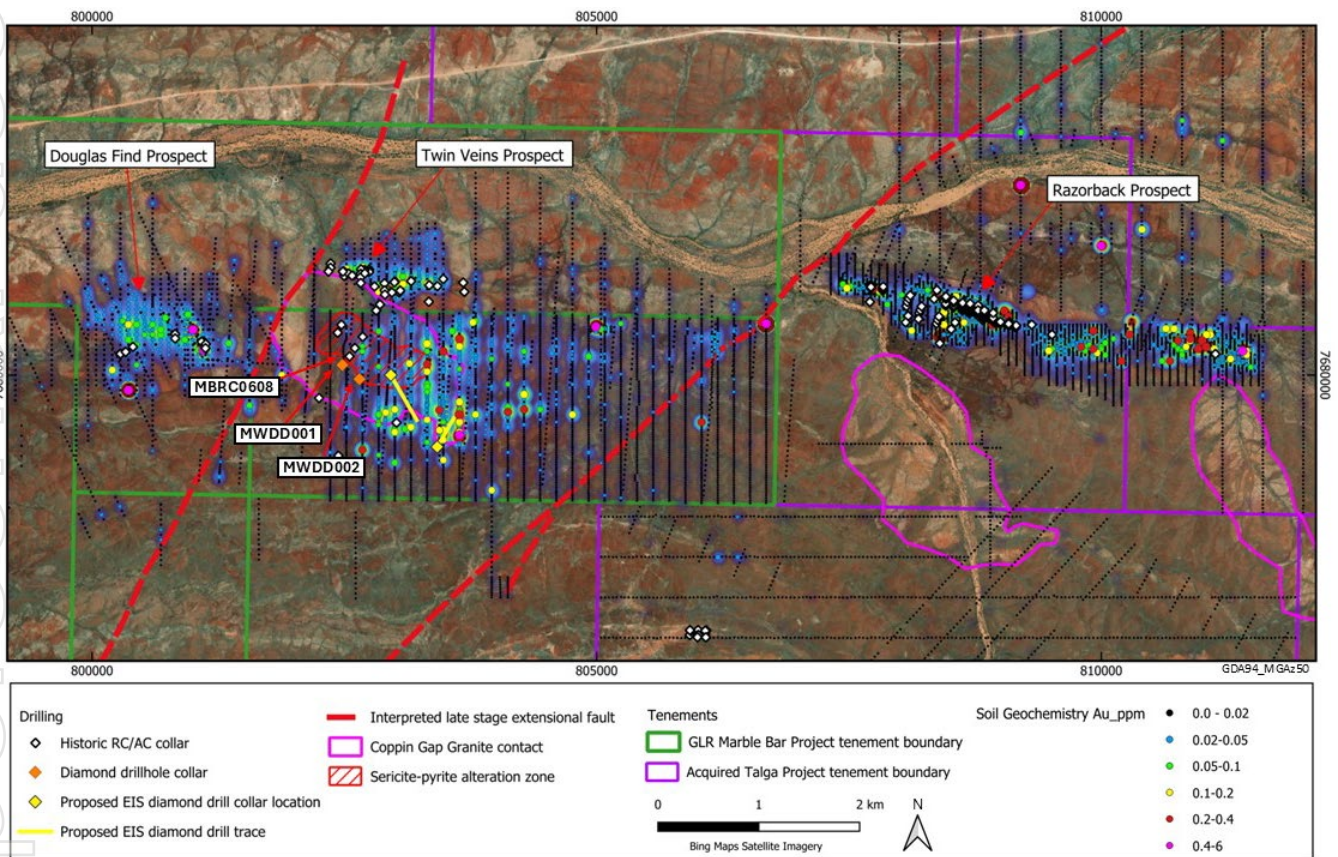 800000
805000
810000
Douglas Find Prospect
Twin Veins Prospect
Razorback Prospect
MBRC0608
MWDD001
MWDD002
7680000
800000
805000
810000
GDA94_MGAz50
Drilling
Historic RC/AC collar
Diamond drillhole collar
Proposed EIS diamond drill collar location
Proposed EIS diamond drill trace
Interpreted late stage extensional fault
Coppin Gap Granite contact
Sericite-pyrite alteration zone
Tenements
GLR Marble Bar Project tenement boundary
Acquired Talga Project tenement boundary
0 1 2 km
N
Bing Maps Satellite Imagery
Soil Geochemistry Au_ppm
0.0 - 0.02
0.02-0.05
0.05-0.1
0.1-0.2
0.2-0.4
0.4-6